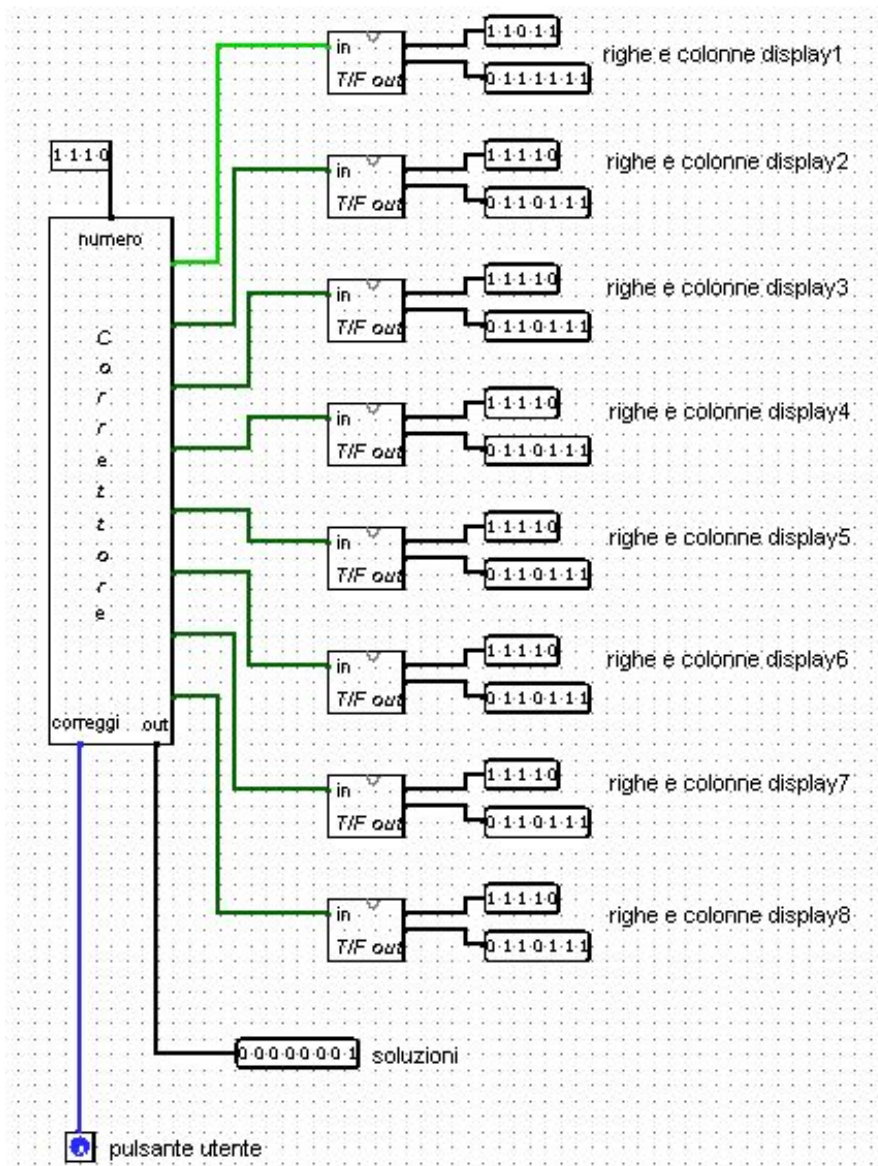 1 1 0 1 1
in
righe e colonne display1
T/F out
0 1 1 1 1 1 1
1 1 1 0
1 1 1 1 0
in
righe e colonne display2
T/F out
0 1 1 0 1 1 1
numero
1 1 1 1 0
in
righe e colonne display3
T/F out
0 1 1 0 1 1 1
Correttore
1 1 1 1 0
in
righe e colonne display4
T/F out
0 1 1 0 1 1 1
1 1 1 1 0
in
righe e colonne display5
T/F out
0 1 1 0 1 1 1
1 1 1 1 0
in
righe e colonne display6
T/F out
0 1 1 0 1 1 1
correggi out
1 1 1 1 0
in
righe e colonne display7
T/F out
0 1 1 0 1 1 1
1 1 1 1 0
in
righe e colonne display8
T/F out
0 1 1 0 1 1 1
0 0 0 0 0 0 0 1 soluzioni
pulsante utente